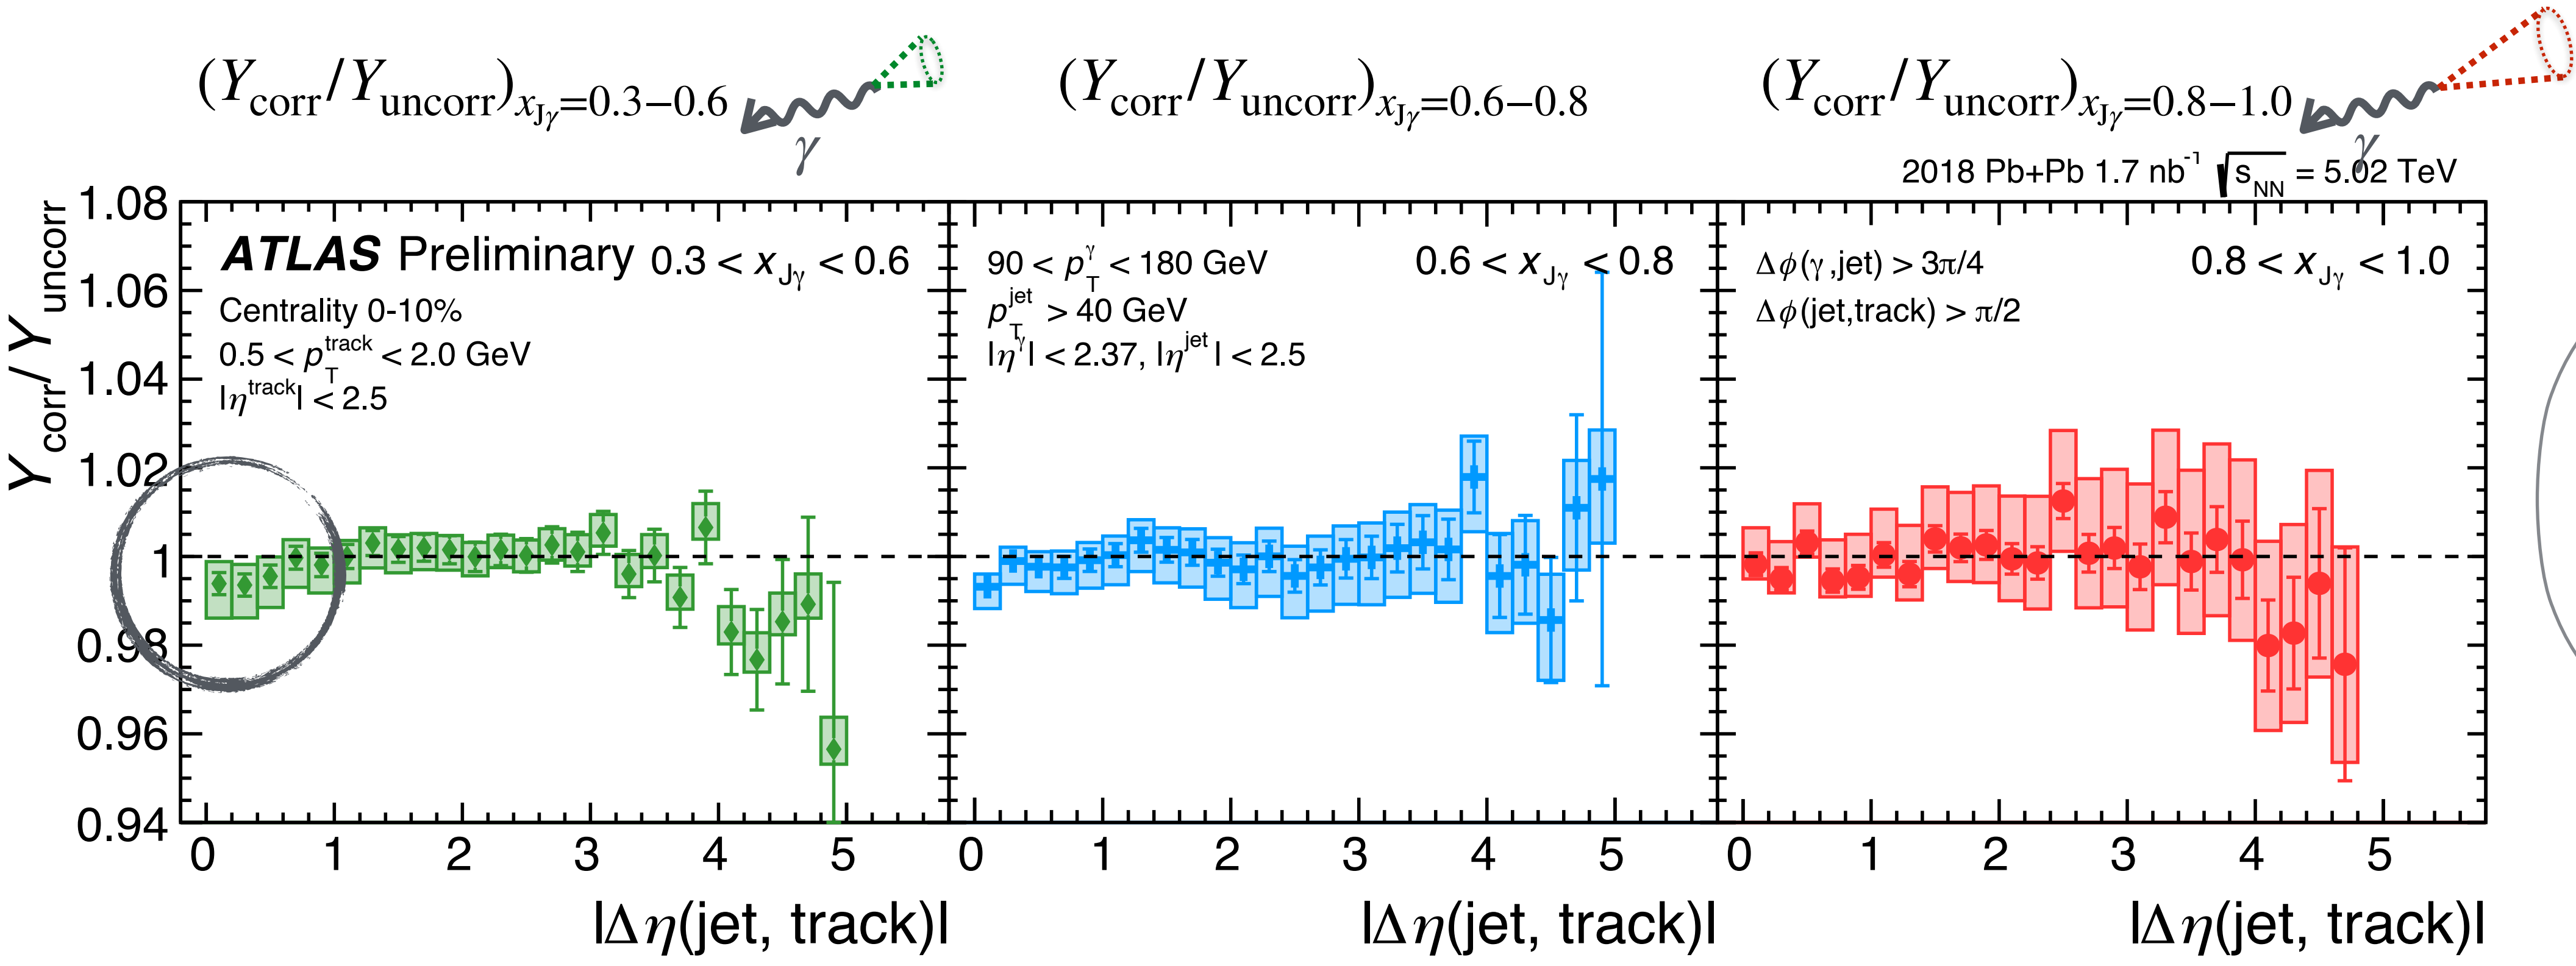 (Y_corr/Y_uncorr)_xJγ=0.3−0.6 γ
(Y_corr/Y_uncorr)_xJγ=0.6−0.8
(Y_corr/Y_uncorr)_xJγ=0.8−1.0 γ
2018 Pb+Pb 1.7 nb⁻¹ √s_NN = 5.02 TeV
Y_corr / Y_uncorr
1.08
1.06
1.04
1.02
1
0.98
0.96
0.94
ATLAS Preliminary 0.3 < x_Jγ < 0.6
Centrality 0-10%
0.5 < p_T^track < 2.0 GeV
|η^track| < 2.5
90 < p_T^γ < 180 GeV 0.6 < x_Jγ < 0.8
p_T^jet > 40 GeV
|η^γ| < 2.37, |η^jet| < 2.5
Δϕ(γ,jet) > 3π/4 0.8 < x_Jγ < 1.0
Δϕ(jet,track) > π/2
0 1 2 3 4 5
0 1 2 3 4 5
0 1 2 3 4 5
|Δη(jet, track)|
|Δη(jet, track)|
|Δη(jet, track)|